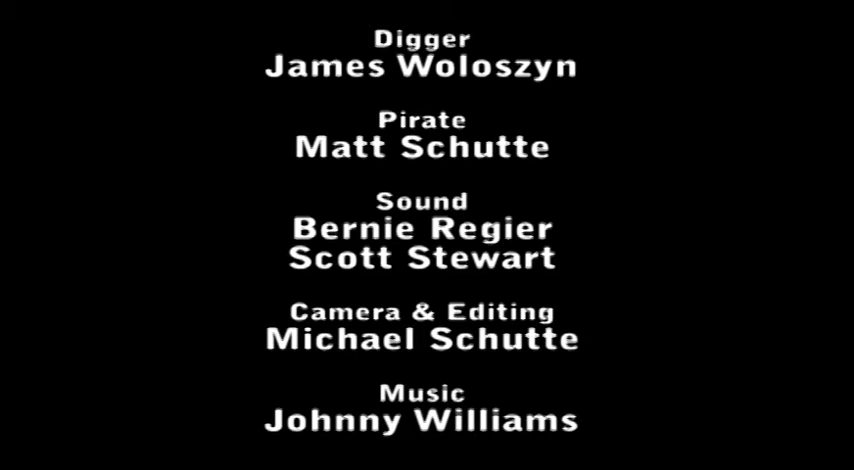 Digger
James Woloszyn
Pirate
Matt Schutte
Sound
Bernie Regier
Scott Stewart
Camera & Editing
Michael Schutte
Music
Johnny Williams